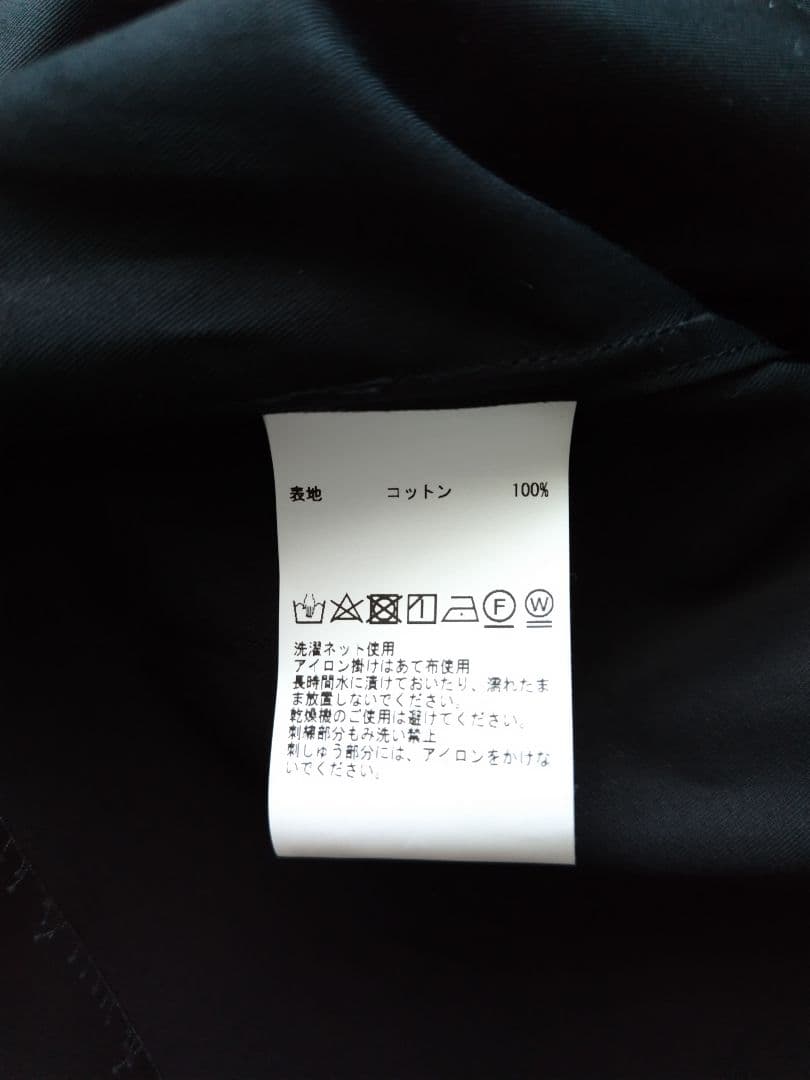 表地 コットン 100%
F W
洗濯ネット使用
アイロン掛けはあて布使用
長時間水に漬けておいたり、濡れたま
ま放置しないでください。
乾燥機のご使用は避けてください。
刺繍部分もみ洗い禁止
刺しゅう部分には、アイロンをかけな
いでください。